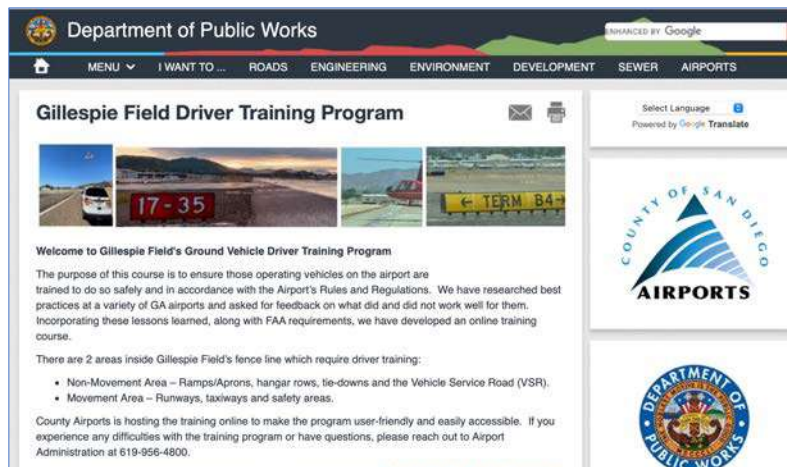 Department of Public Works
ENHANCED BY Google
MENU I WANT TO ... ROADS ENGINEERING ENVIRONMENT DEVELOPMENT SEWER AIRPORTS
Gillespie Field Driver Training Program
17-35
← TERM B4→
Welcome to Gillespie Field's Ground Vehicle Driver Training Program
The purpose of this course is to ensure those operating vehicles on the airport are
trained to do so safely and in accordance with the Airport's Rules and Regulations. We have researched best
practices at a variety of GA airports and asked for feedback on what did and did not work well for them.
Incorporating these lessons learned, along with FAA requirements, we have developed an online training
course.
There are 2 areas inside Gillespie Field's fence line which require driver training:
• Non-Movement Area – Ramps/Aprons, hangar rows, tie-downs and the Vehicle Service Road (VSR).
• Movement Area – Runways, taxiways and safety areas.
County Airports is hosting the training online to make the program user-friendly and easily accessible. If you
experience any difficulties with the training program or have questions, please reach out to Airport
Administration at 619-956-4800.
Select Language
Powered by Google Translate
COUNTY OF SAN DIEGO
AIRPORTS
DEPARTMENT OF
PUBLIC WORKS